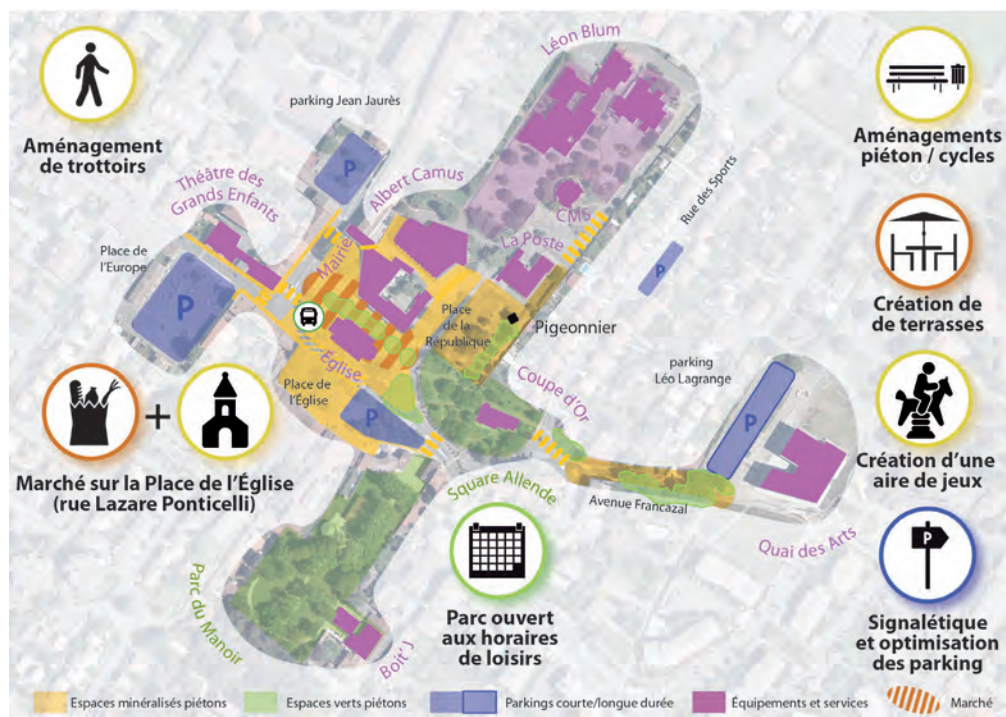 Aménagement
de trottoirs
parking Jean Jaurès
P
Léon Blum
Aménagements
piéton / cycles
Théâtre des
Grands Enfants
Albert Camus
Mairie
CMS
La Poste
Rue des Sports
P
Place de
l'Europe
P
Création de
de terrasses
Place
de la
République
Pigeonnier
Église
Place de
l'Église
P
Coupe d'Or
parking
Léo Lagrange
P
Création d'une
aire de jeux
Marché sur la Place de l'Église
(rue Lazare Ponticelli)
Square Allende
Avenue Francazal
Quai des Arts
P
Signalétique
et optimisation
des parking
Parc du Manoir
Boit'J
Parc ouvert
aux horaires
de loisirs
Espaces minéralisés piétons
Espaces verts piétons
Parkings courte/longue durée
Équipements et services
Marché